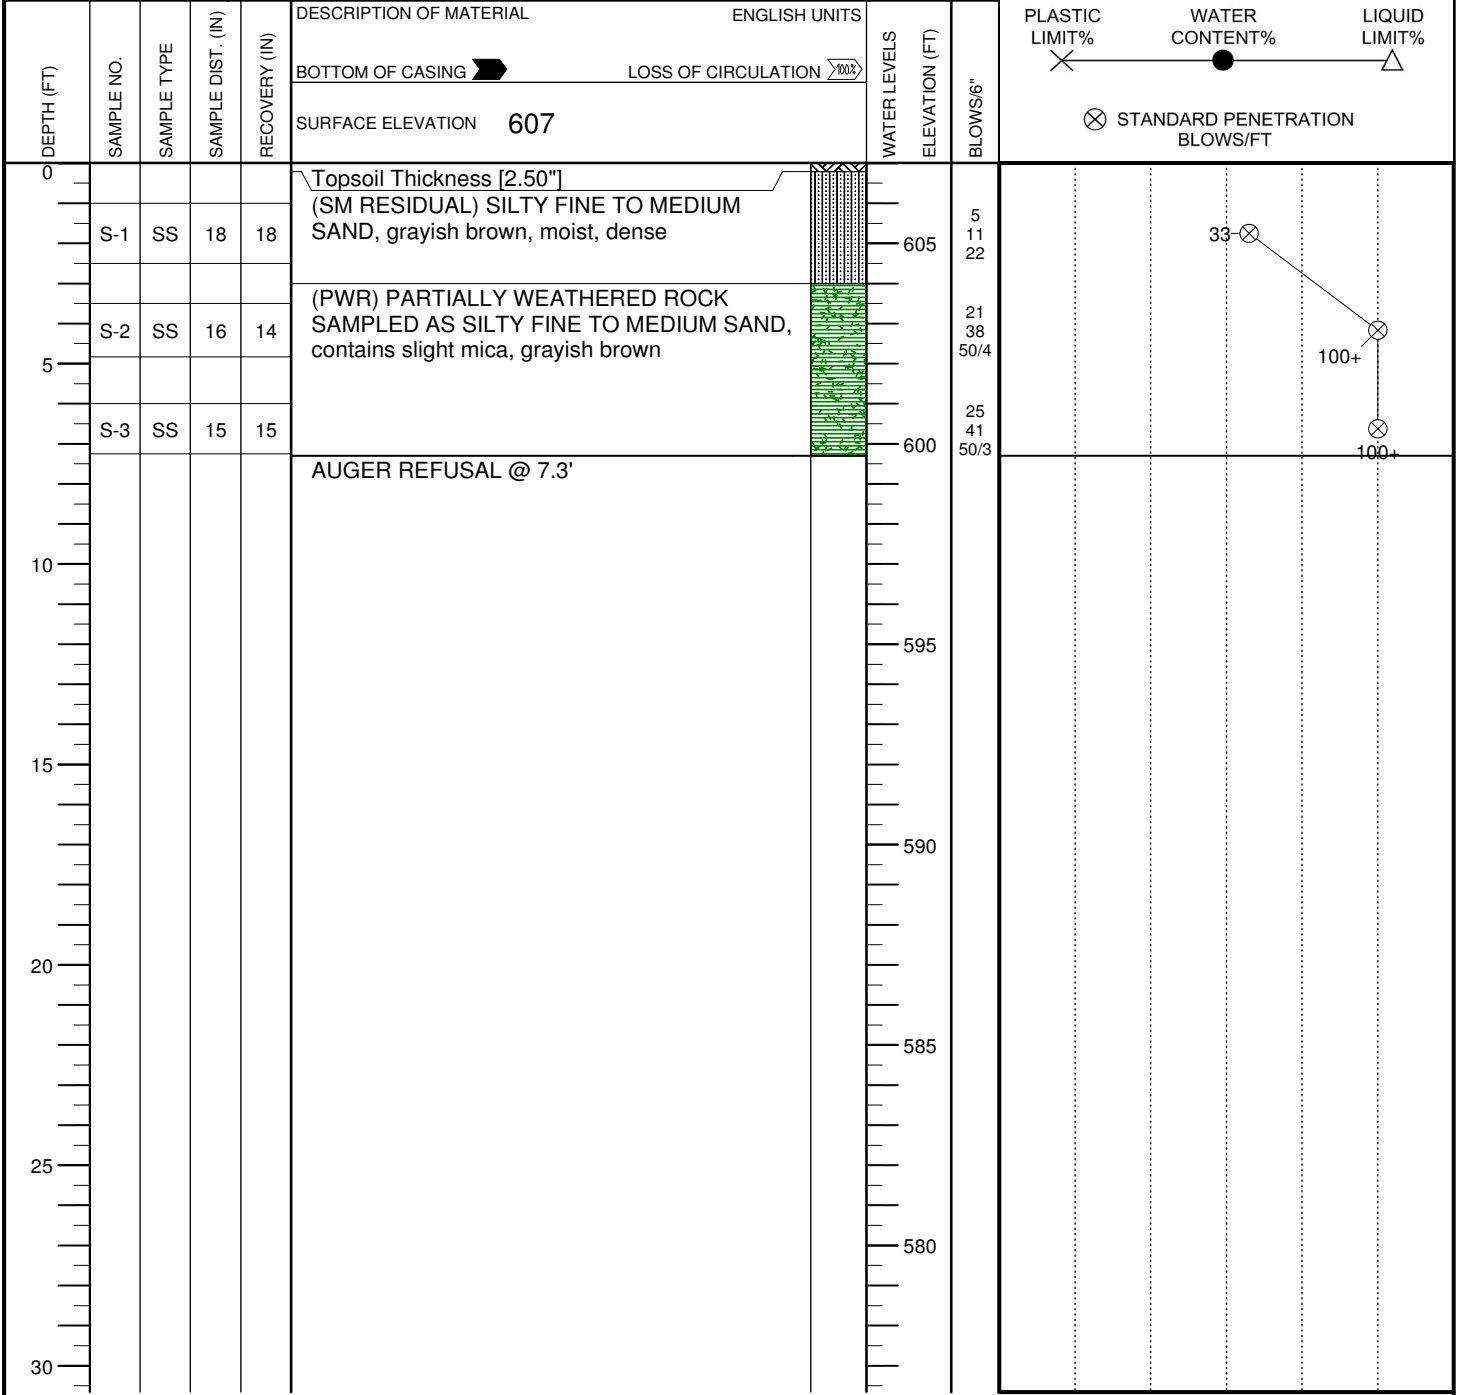 DEPTH (FT)
SAMPLE NO.
SAMPLE TYPE
SAMPLE DIST. (IN)
RECOVERY (IN)
DESCRIPTION OF MATERIAL ENGLISH UNITS
BOTTOM OF CASING LOSS OF CIRCULATION 100%
SURFACE ELEVATION 607
WATER LEVELS
ELEVATION (FT)
BLOWS/6"
PLASTIC LIMIT%
WATER CONTENT%
LIQUID LIMIT%
STANDARD PENETRATION
BLOWS/FT
0
Topsoil Thickness [2.50"]
(SM RESIDUAL) SILTY FINE TO MEDIUM
SAND, grayish brown, moist, dense
S-1 SS 18 18
605
5
11
22
33
(PWR) PARTIALLY WEATHERED ROCK
SAMPLED AS SILTY FINE TO MEDIUM SAND,
contains slight mica, grayish brown
S-2 SS 16 14
21
38
50/4
100+
5
S-3 SS 15 15
600
25
41
50/3
100+
AUGER REFUSAL @ 7.3'
10
595
15
590
20
585
25
580
30